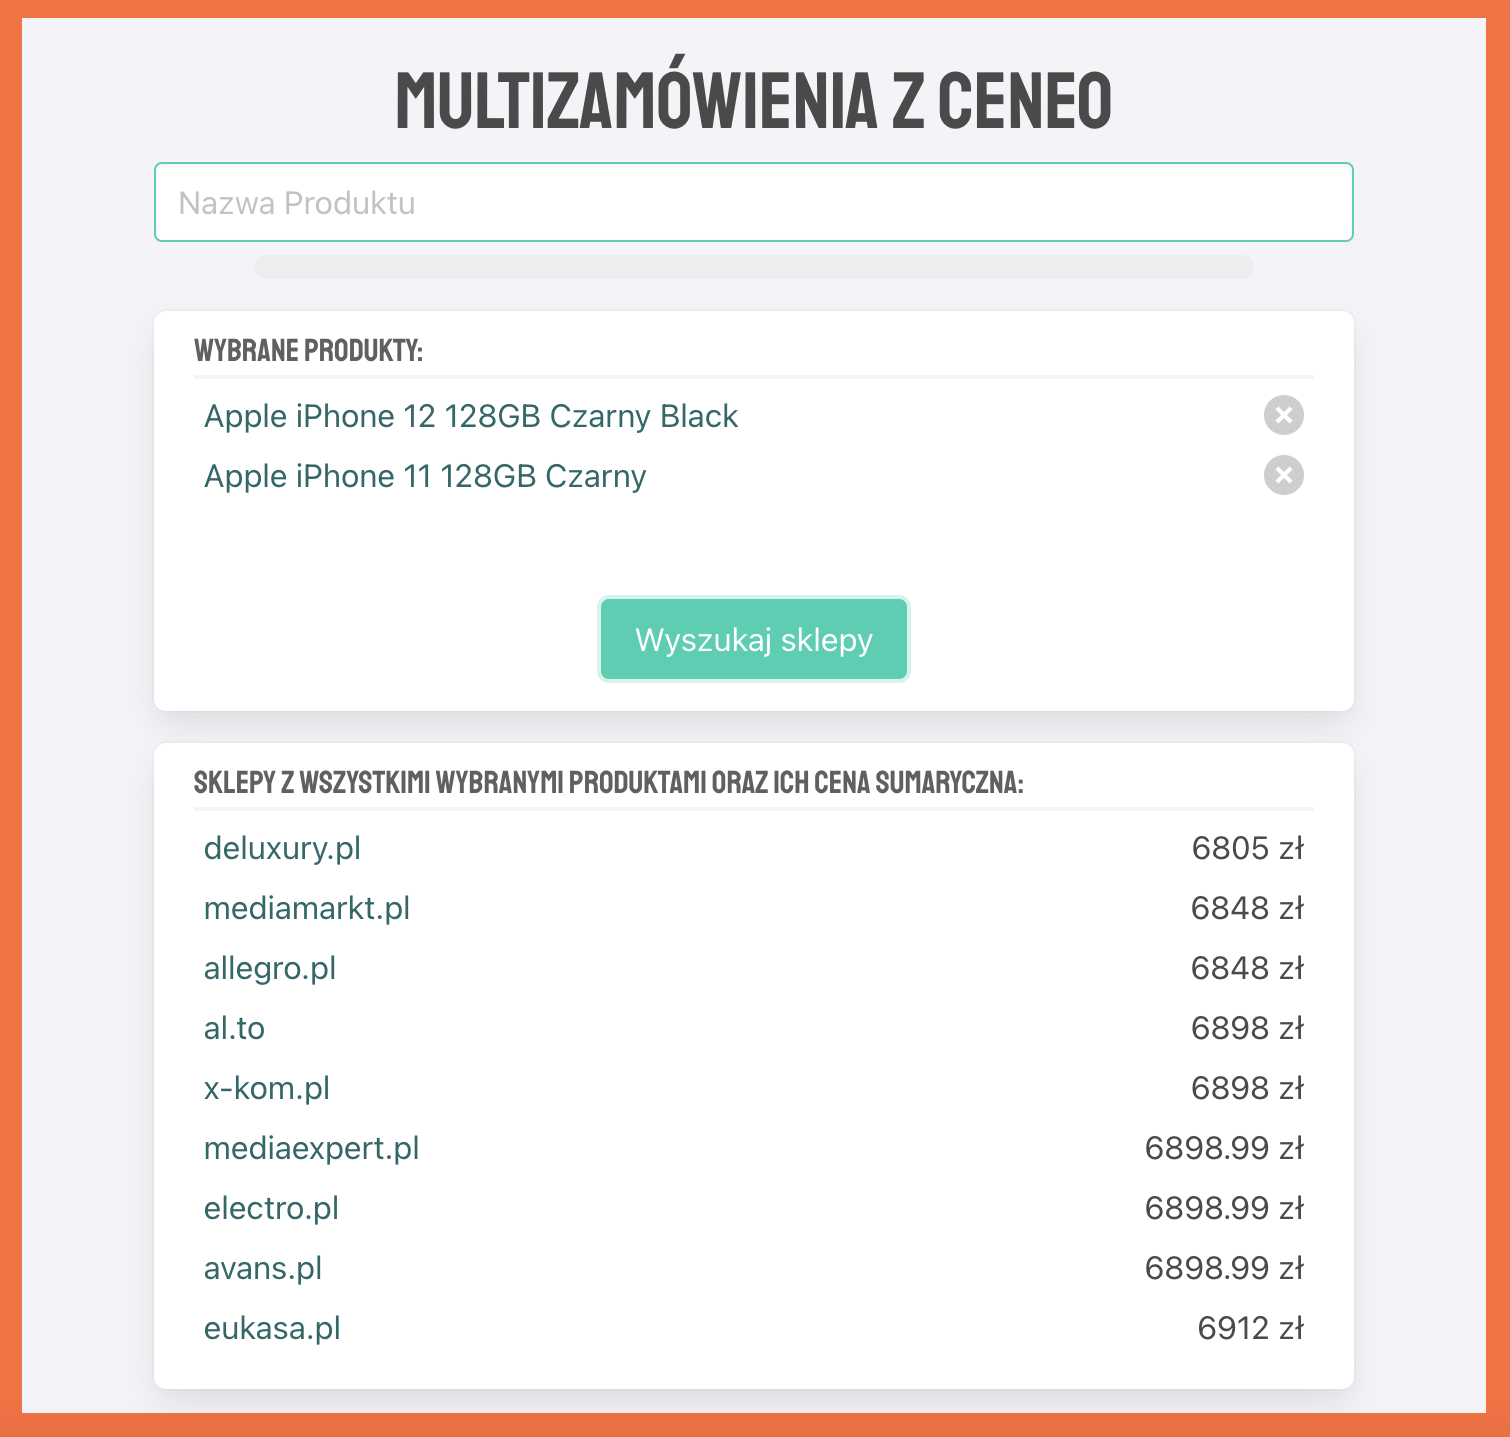 MULTIZAMÓWIENIA Z CENEO
Nazwa Produktu
WYBRANE PRODUKTY:
Apple iPhone 12 128GB Czarny Black
Apple iPhone 11 128GB Czarny
Wyszukaj sklepy
SKLEPY Z WSZYSTKIMI WYBRANYMI PRODUKTAMI ORAZ ICH CENA SUMARYCZNA:
deluxury.pl 6805 zł
mediamarkt.pl 6848 zł
allegro.pl 6848 zł
al.to 6898 zł
x-kom.pl 6898 zł
mediaexpert.pl 6898.99 zł
electro.pl 6898.99 zł
avans.pl 6898.99 zł
eukasa.pl 6912 zł